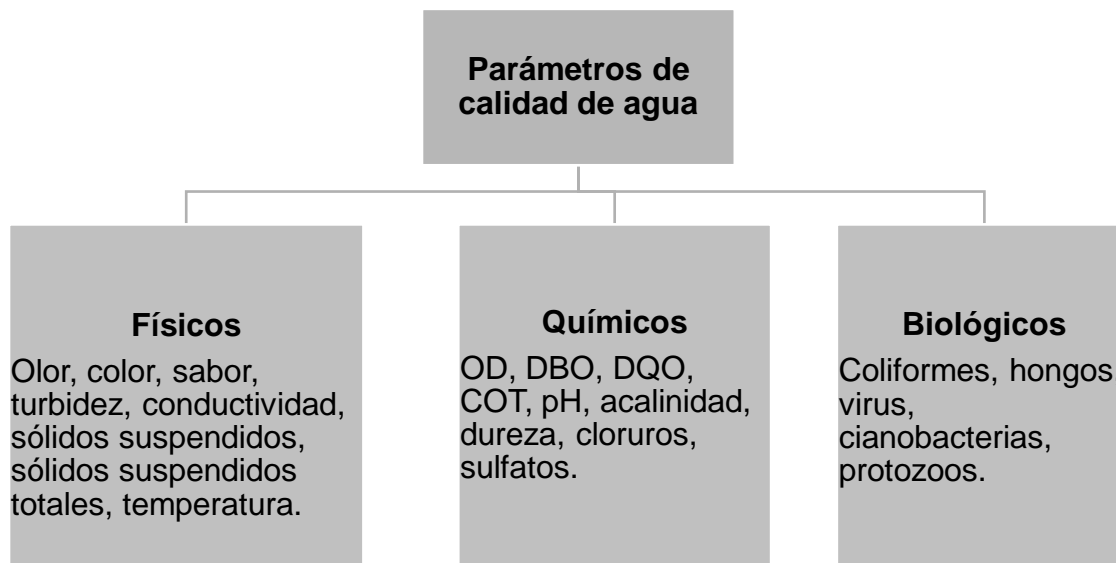 Parámetros de
calidad de agua
Físicos
Olor, color, sabor,
turbidez, conductividad,
sólidos suspendidos,
sólidos suspendidos
totales, temperatura.
Químicos
OD, DBO, DQO,
COT, pH, acalinidad,
dureza, cloruros,
sulfatos.
Biológicos
Coliformes, hongos
virus,
cianobacterias,
protozoos.